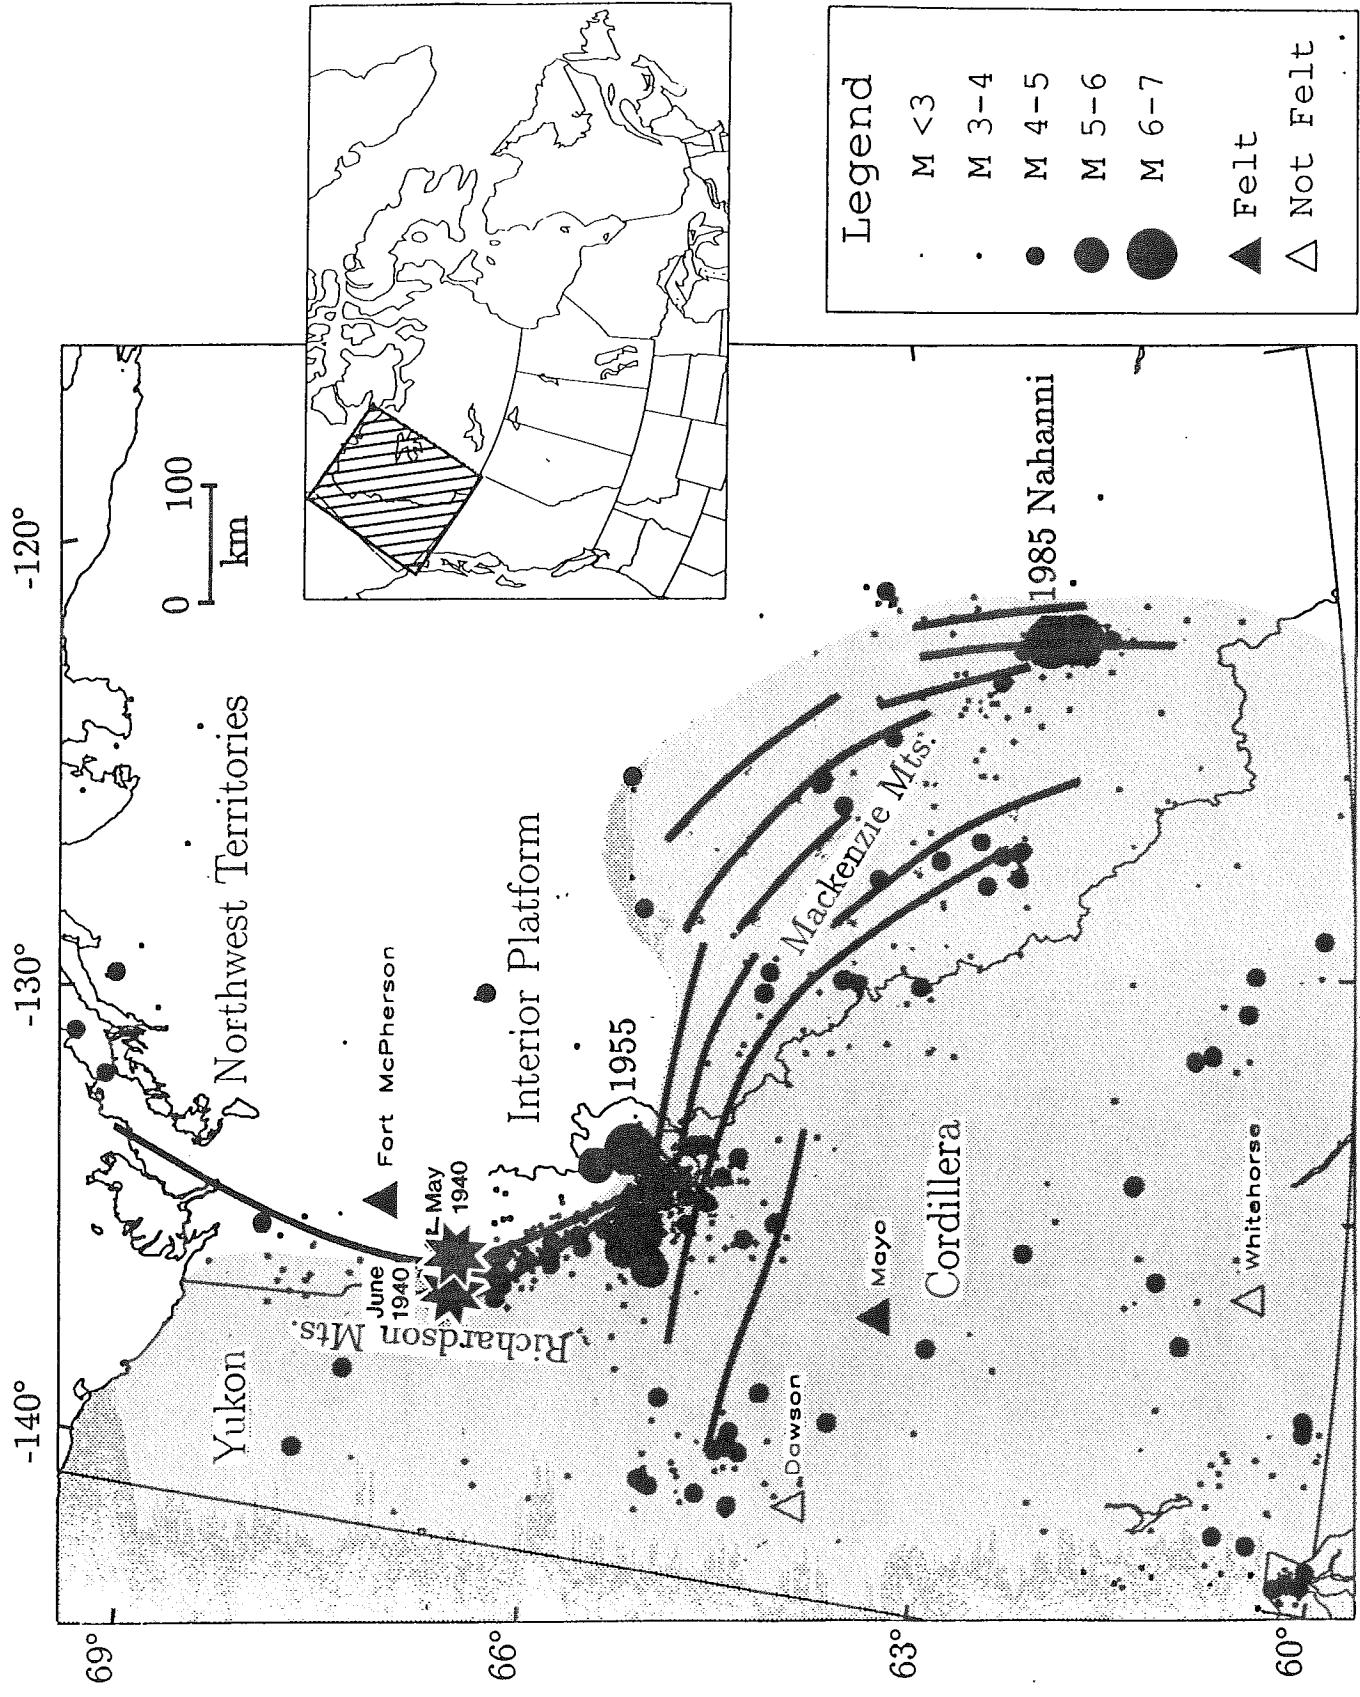 -140°
-130°
-120°
69°
66°
63°
60°
Yukon
Northwest Territories
0 100
km
Richardson Mts.
June
1940
May
1940
Fort McPherson
Interior Platform
1955
Mackenzie Mts.
1985 Nahanni
Dawson
Mayo
Cordillera
Whitehorse
Legend
M <3
M 3-4
M 4-5
M 5-6
M 6-7
Felt
Not Felt